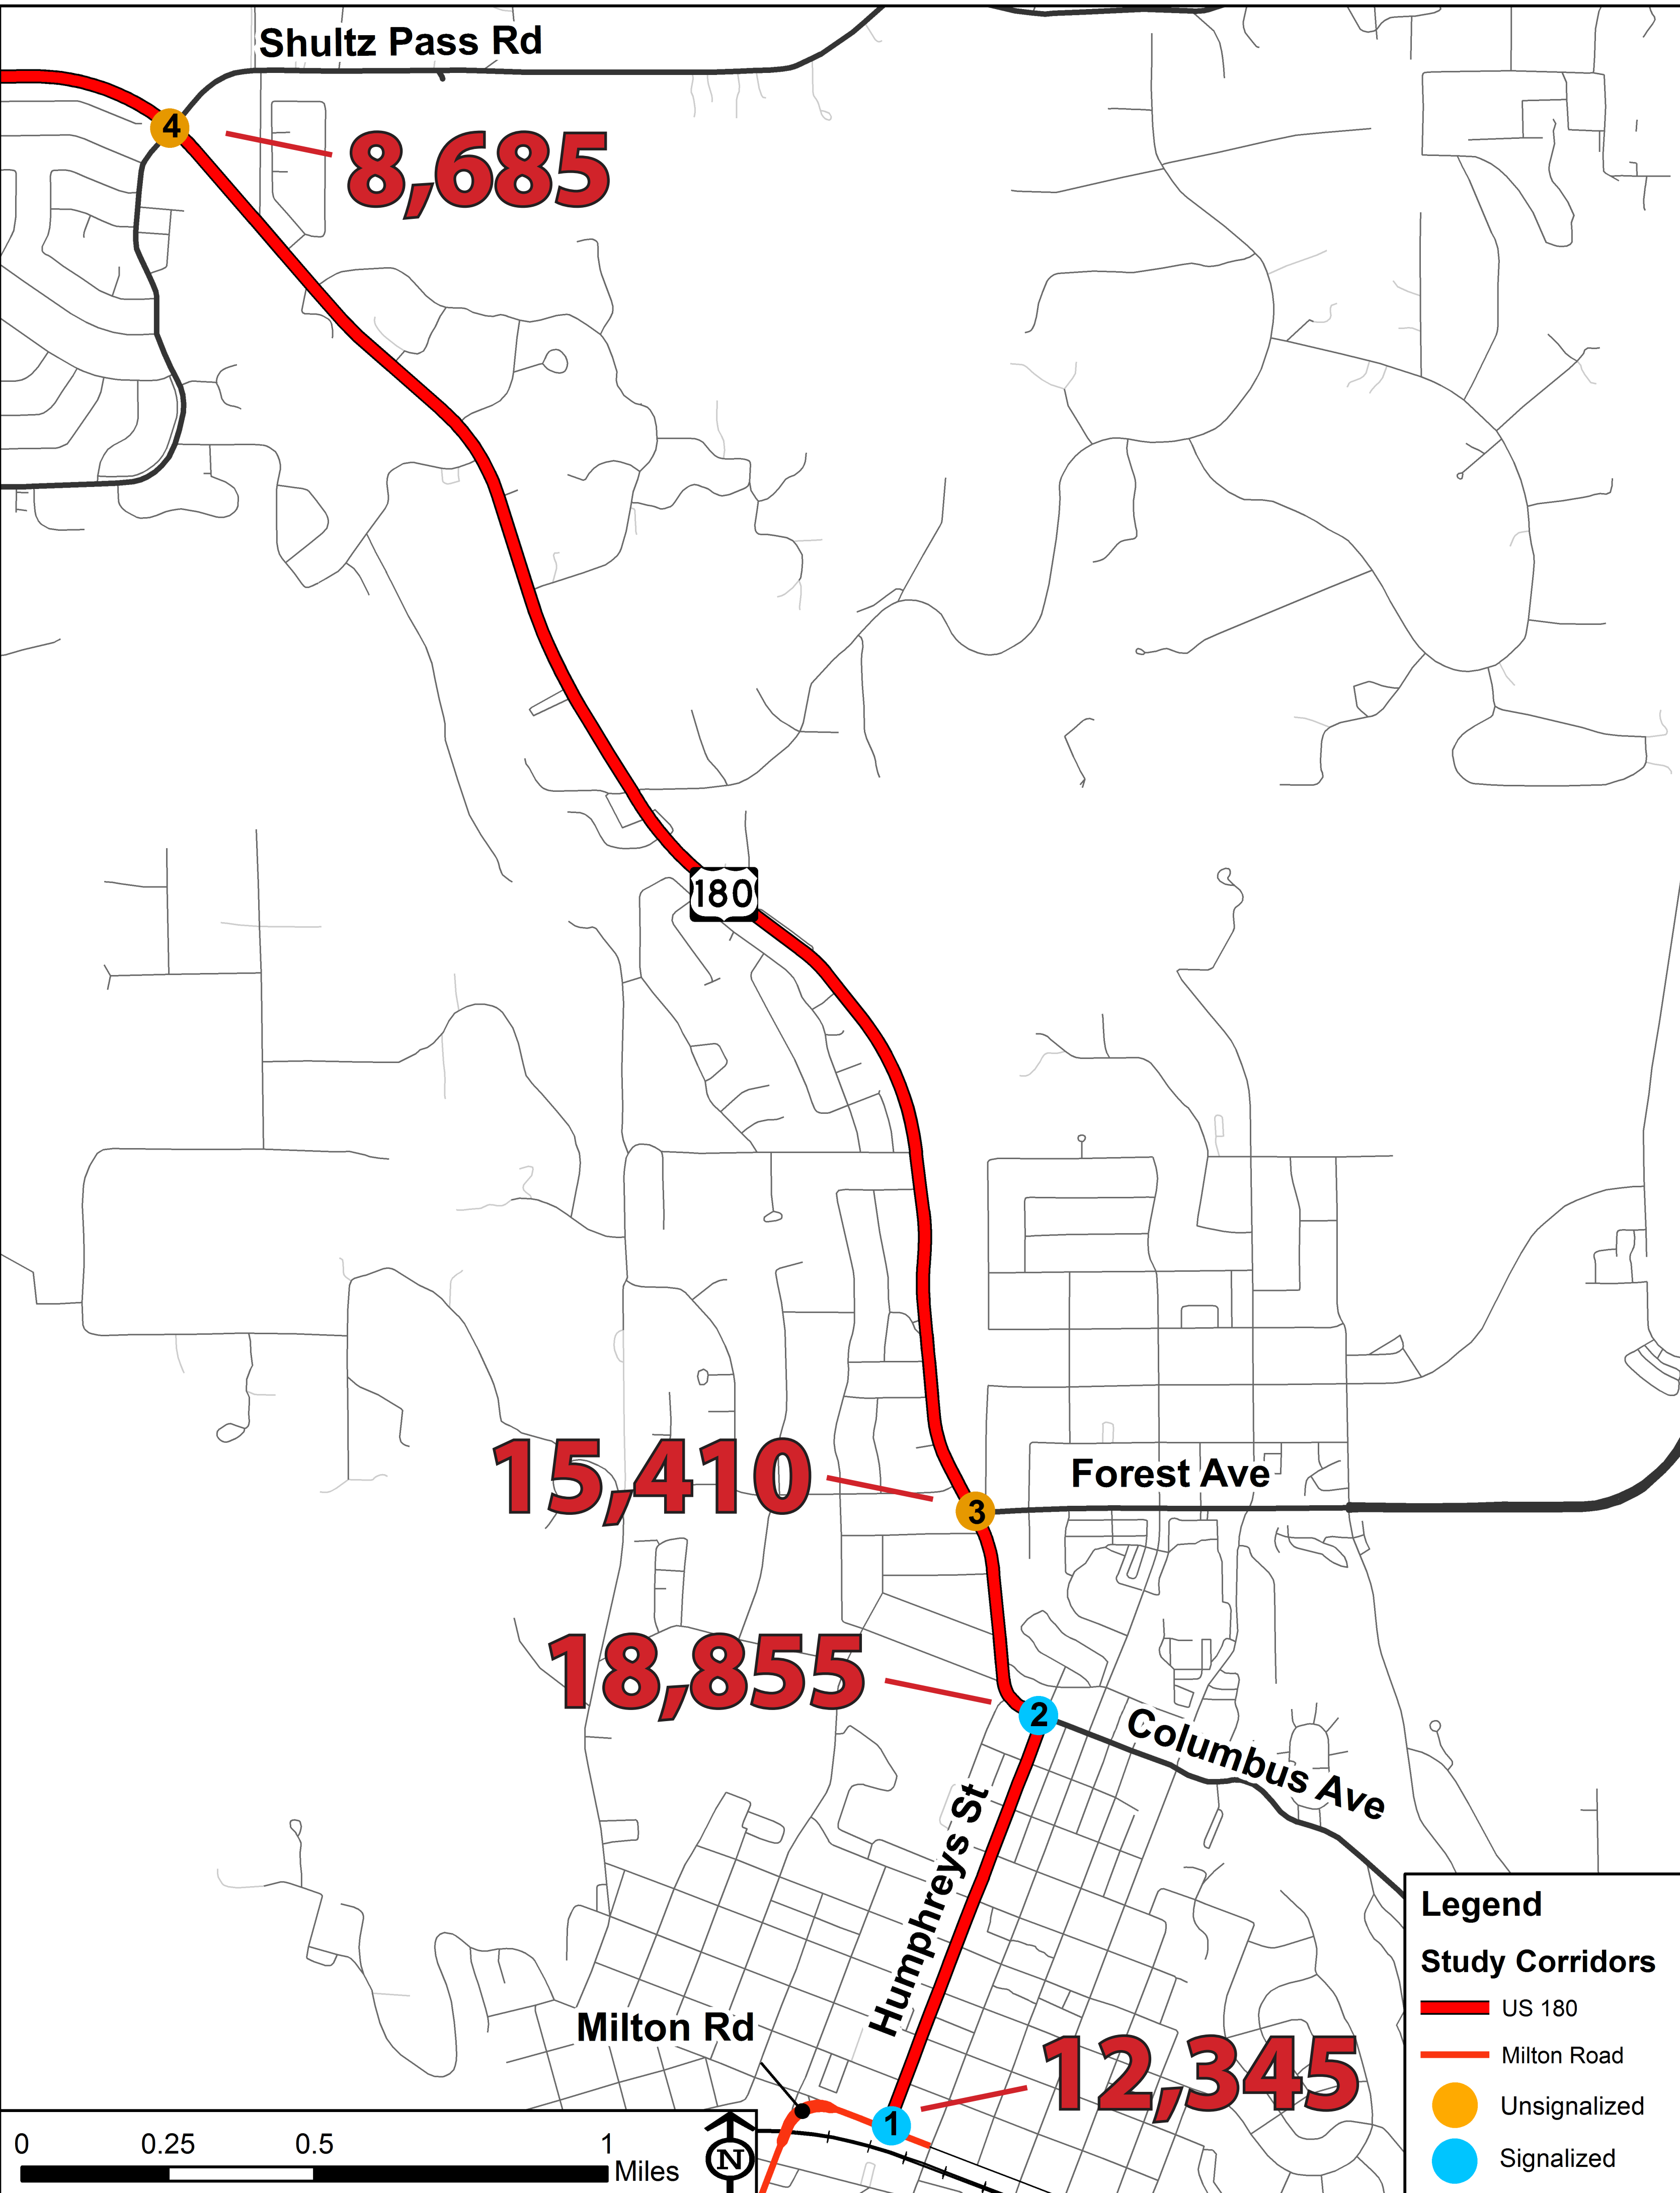 Shultz Pass Rd
4
8,685
180
15,410
Forest Ave
3
18,855
2
Columbus Ave
Humphreys St
Milton Rd
12,345
1
0 0.25 0.5 1
Miles
N
Legend
Study Corridors
US 180
Milton Road
Unsignalized
Signalized